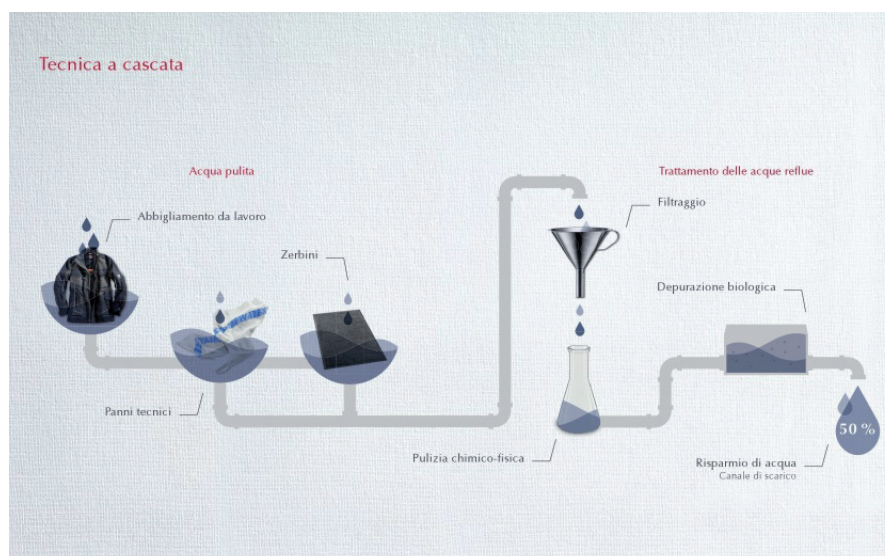 Tecnica a cascata
Acqua pulita
Trattamento delle acque reflue
Abbigliamento da lavoro
Filtraggio
Zerbini
Depurazione biologica
Panni tecnici
50 %
Pulizia chimico-fisica
Risparmio di acqua
Canale di scarico